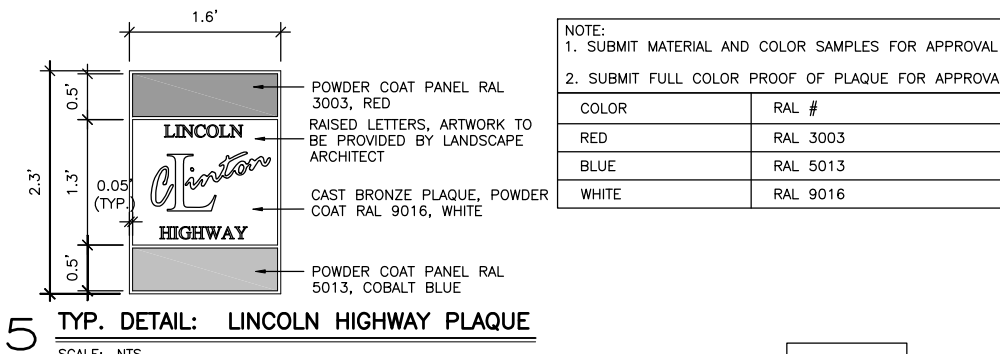 1.6'
0.5'
2.3'
1.3'
0.05'
(TYP.)
0.5'
LINCOLN
Clinton
HIGHWAY
POWDER COAT PANEL RAL
3003, RED
RAISED LETTERS, ARTWORK TO
BE PROVIDED BY LANDSCAPE
ARCHITECT
CAST BRONZE PLAQUE, POWDER
COAT RAL 9016, WHITE
POWDER COAT PANEL RAL
5013, COBALT BLUE
5 TYP. DETAIL: LINCOLN HIGHWAY PLAQUE
SCALE: NTS
NOTE:
1. SUBMIT MATERIAL AND COLOR SAMPLES FOR APPROVAL
2. SUBMIT FULL COLOR PROOF OF PLAQUE FOR APPROVA
COLOR RAL #
RED RAL 3003
BLUE RAL 5013
WHITE RAL 9016